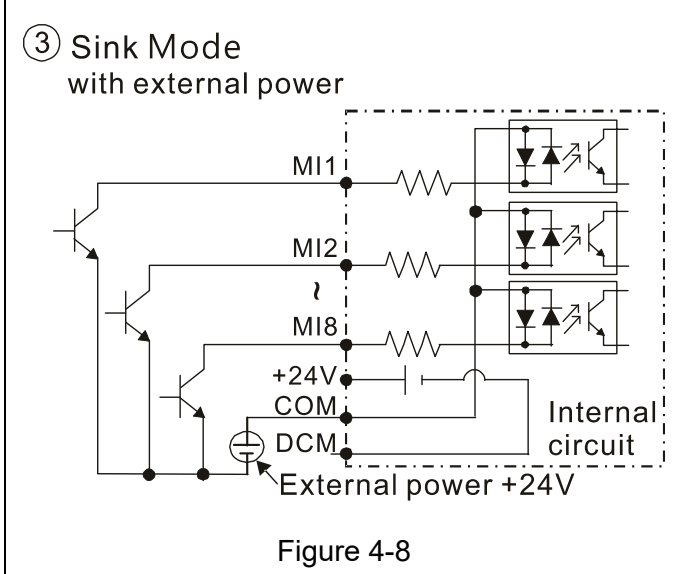 ③ Sink Mode
with external power
MI1
MI2
~
MI8
+24V
COM
DCM
Internal
circuit
External power +24V
Figure 4-8